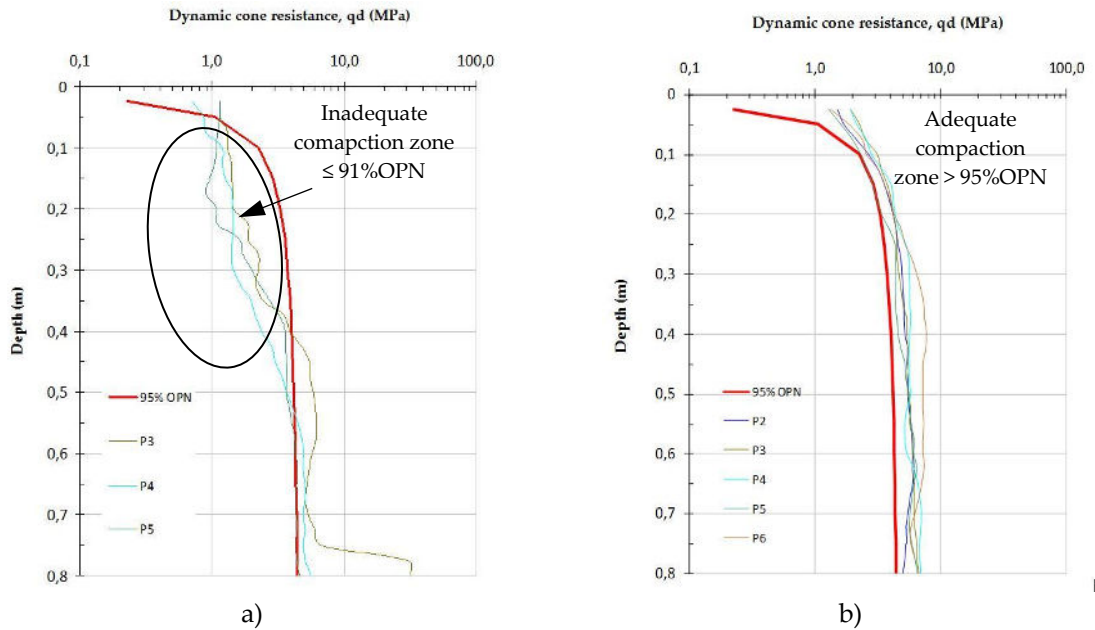 Dynamic cone resistance, qd (MPa)
0,1 1,0 10,0 100,0
0
0,1
0,2
0,3
0,4
0,5
0,6
0,7
0,8
Depth (m)
Inadequate
comapction zone
≤ 91%OPN
95% OPN
P3
P4
P5
a)
Dynamic cone resistance, qd (MPa)
0,1 1,0 10,0 100,0
0
0,1
0,2
0,3
0,4
0,5
0,6
0,7
0,8
Depth (m)
Adequate
compaction
zone > 95%OPN
95% OPN
P2
P3
P4
P5
P6
b)